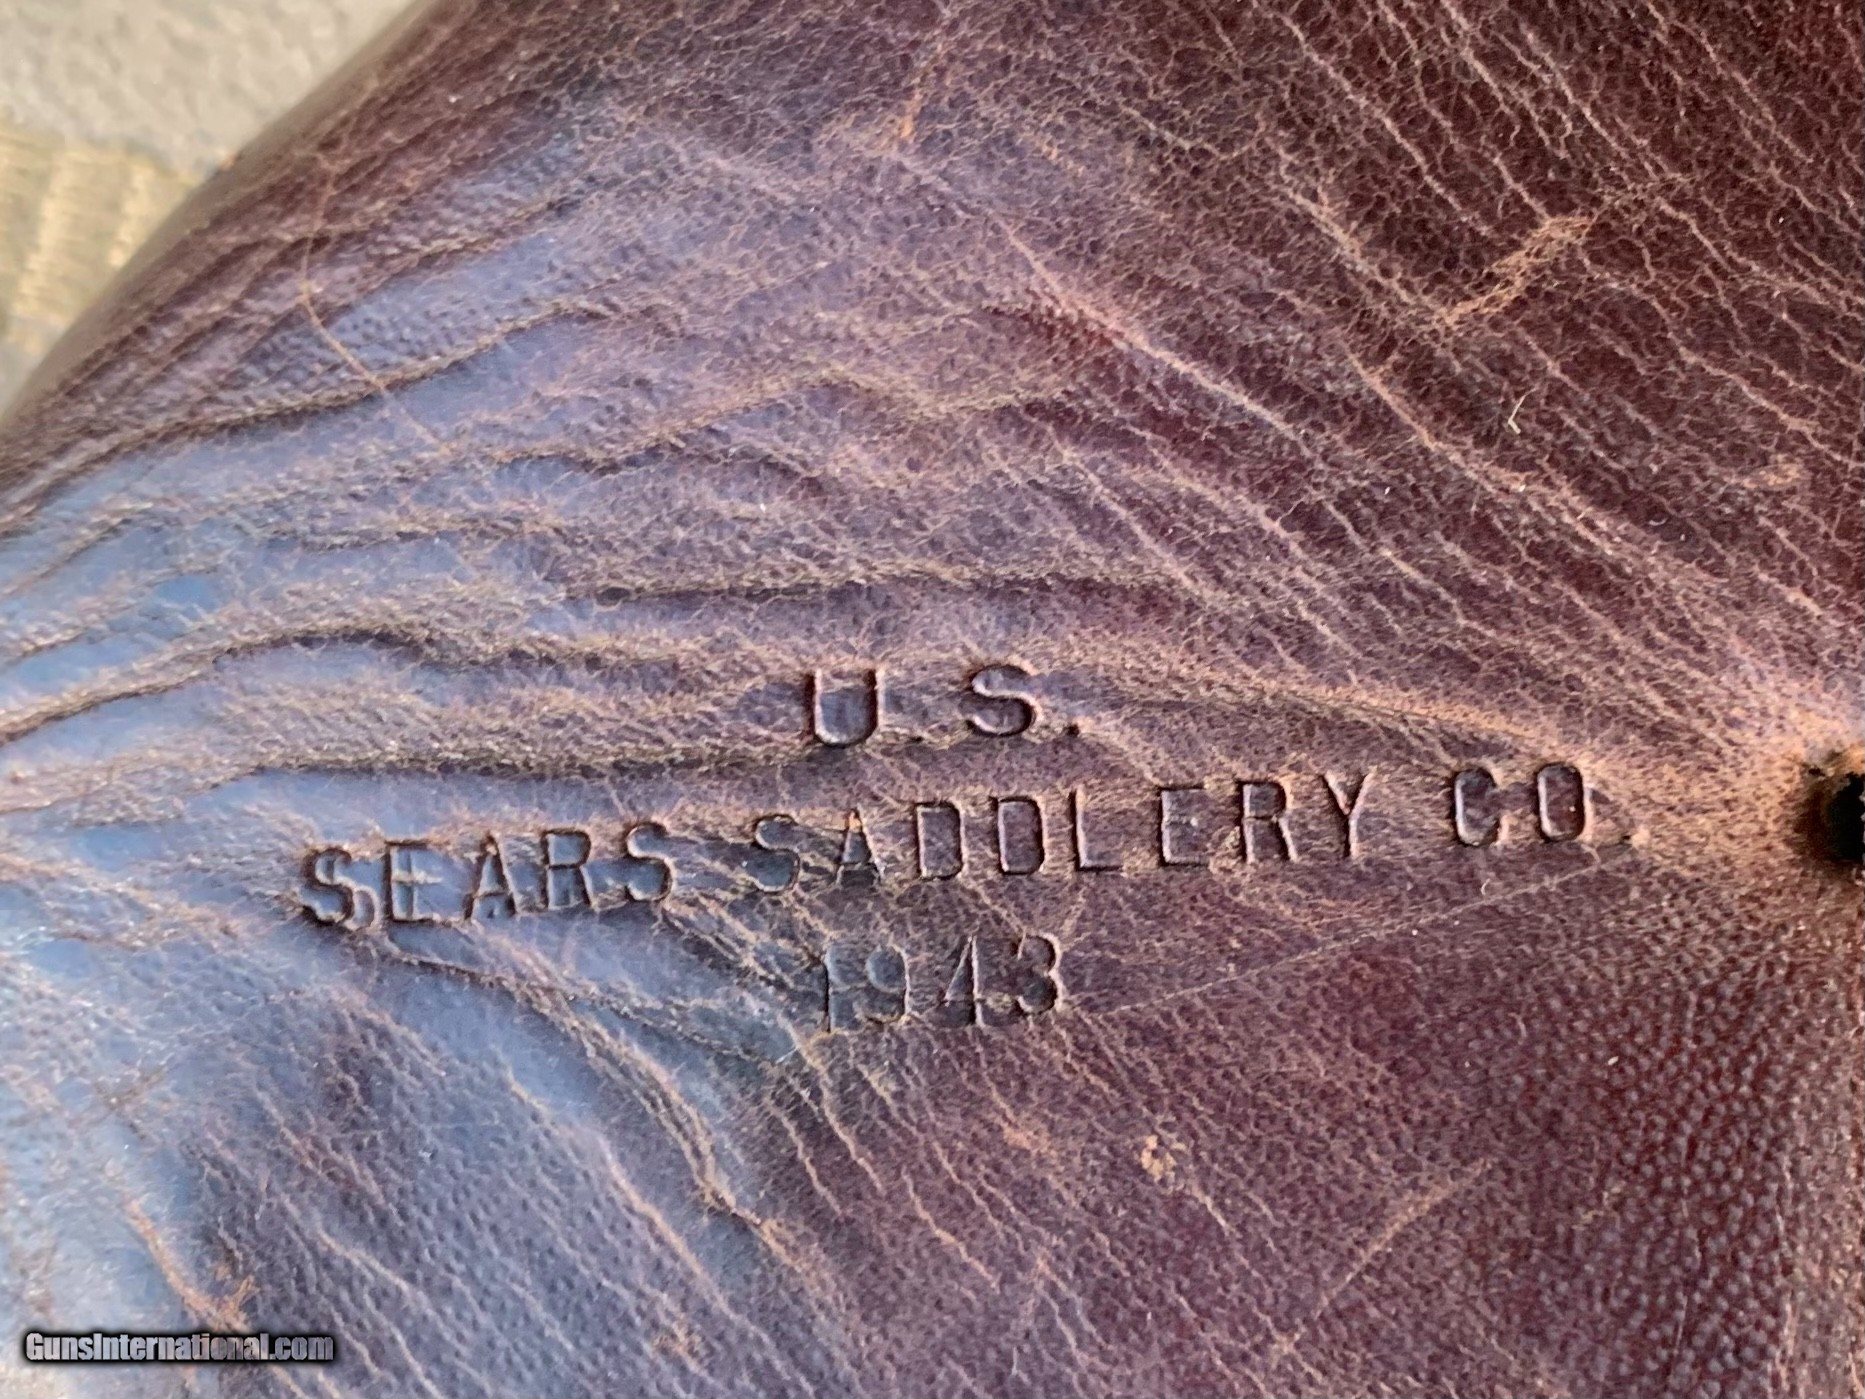 U.S.
SEARS SADDLERY CO.
1943
GunsInternational.com